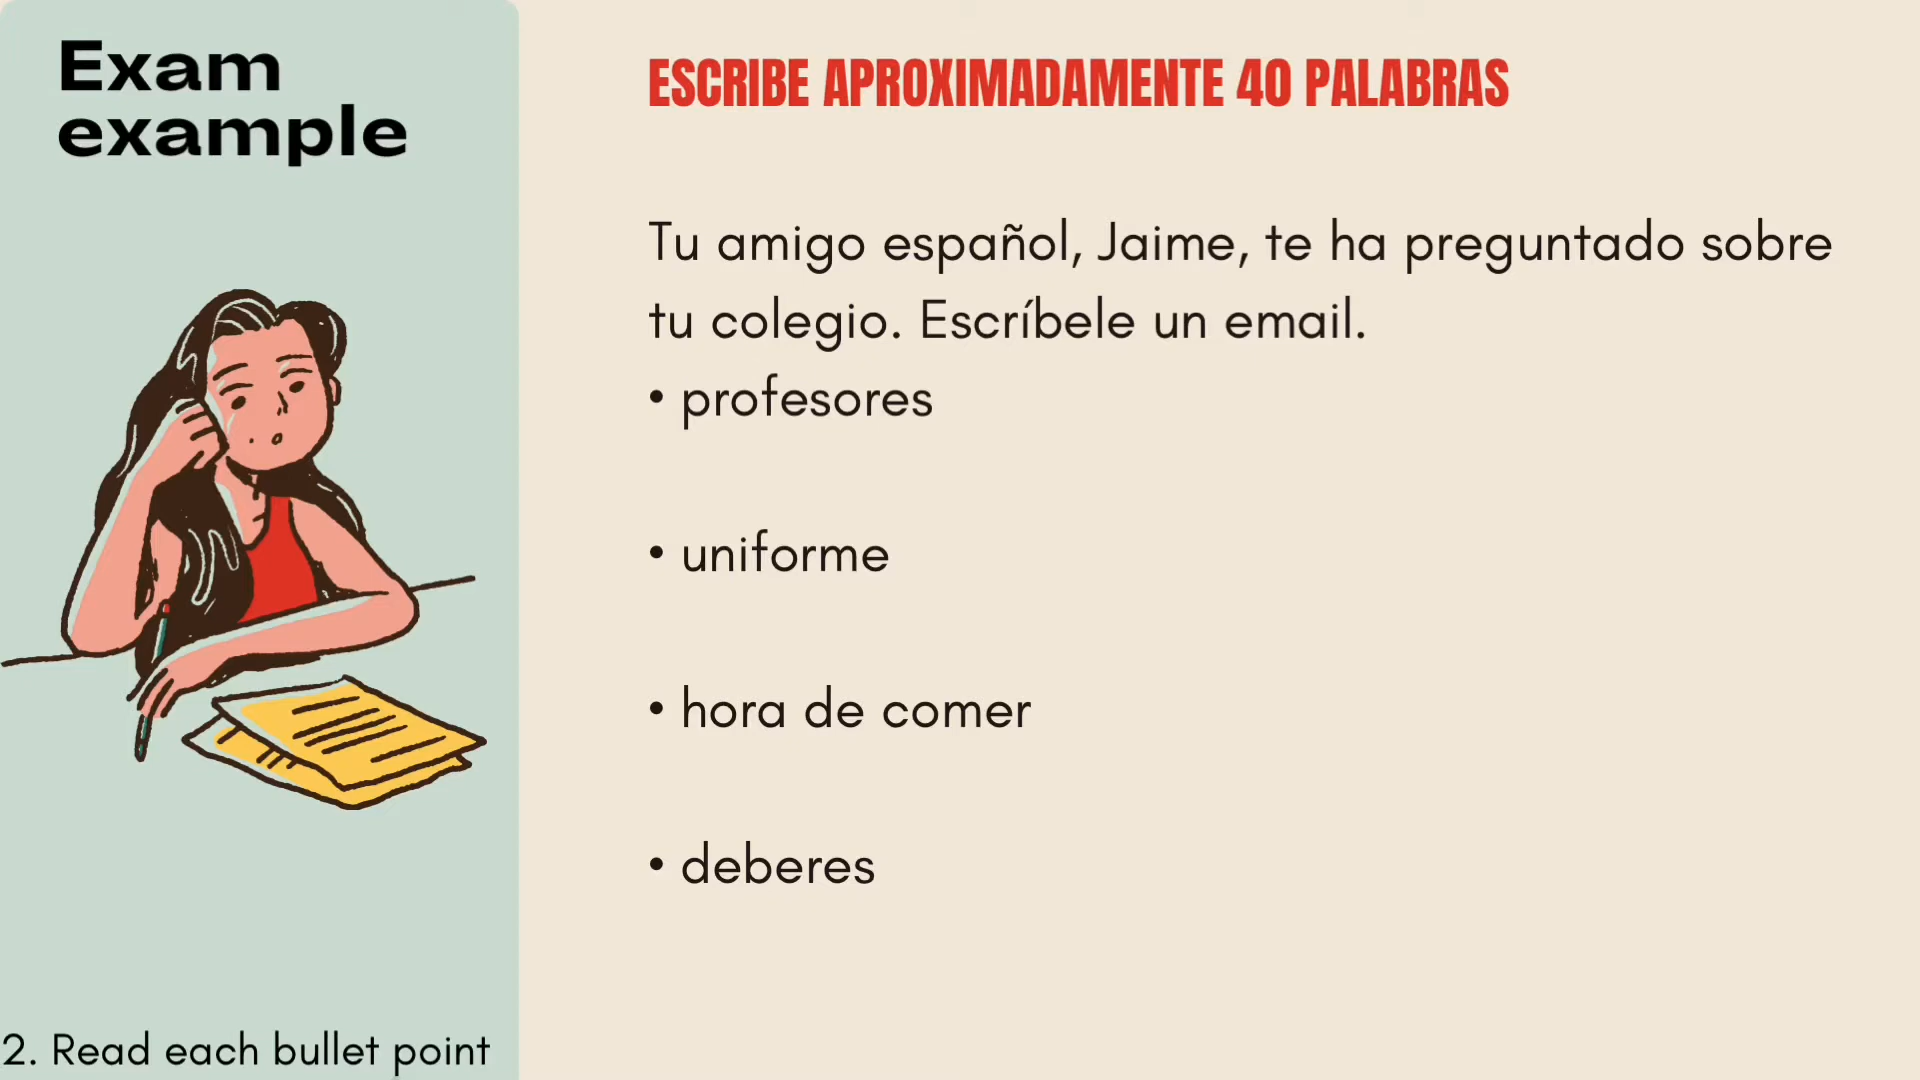 Exam
example
ESCRIBE APROXIMADAMENTE 40 PALABRAS
Tu amigo español, Jaime, te ha preguntado sobre
tu colegio. Escríbele un email.
• profesores
• uniforme
• hora de comer
• deberes
2. Read each bullet point